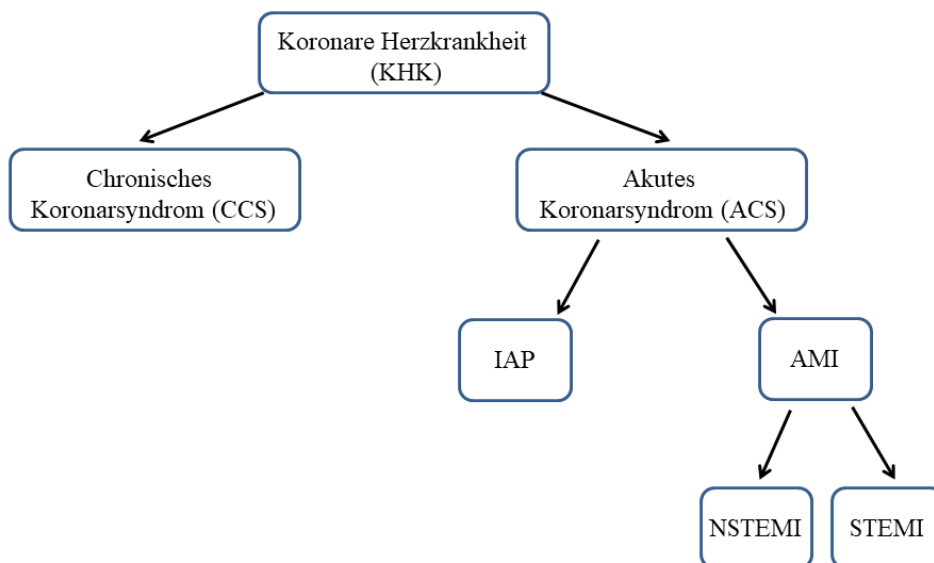 Koronare Herzkrankheit
(KHK)
Chronisches
Koronarsyndrom (CCS)
Akutes
Koronarsyndrom (ACS)
IAP
AMI
NSTEMI
STEMI